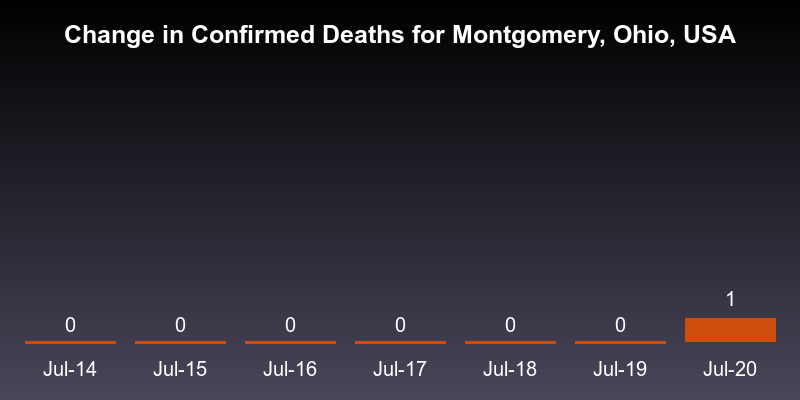 Change in Confirmed Deaths for Montgomery, Ohio, USA
1
0 0 0 0 0 0
Jul-14 Jul-15 Jul-16 Jul-17 Jul-18 Jul-19 Jul-20